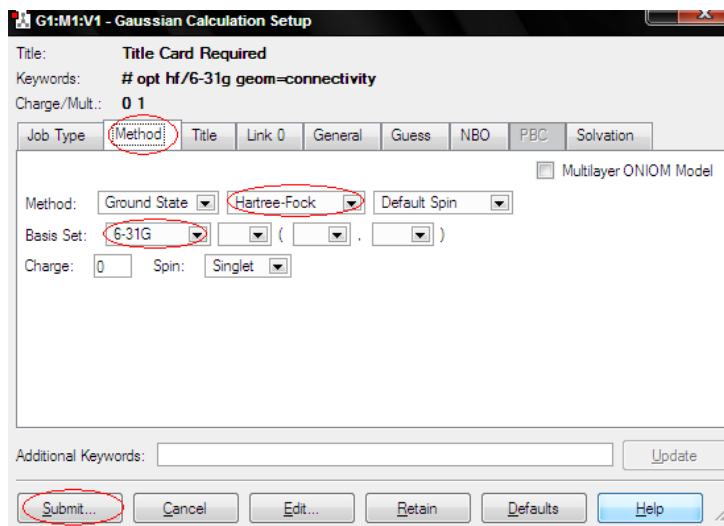 G1:M1:V1 - Gaussian Calculation Setup
Title: Title Card Required
Keywords: # opt hf/6-31g geom=connectivity
Charge/Mult.: 0 1
Job Type Method Title Link 0 General Guess NBO PBC Solvation
Multilayer ONIOM Model
Method: Ground State Hartree-Fock Default Spin
Basis Set: 6-31G ( , )
Charge: 0 Spin: Singlet
Additional Keywords: Update
Submit... Cancel Edit... Retain Defaults Help